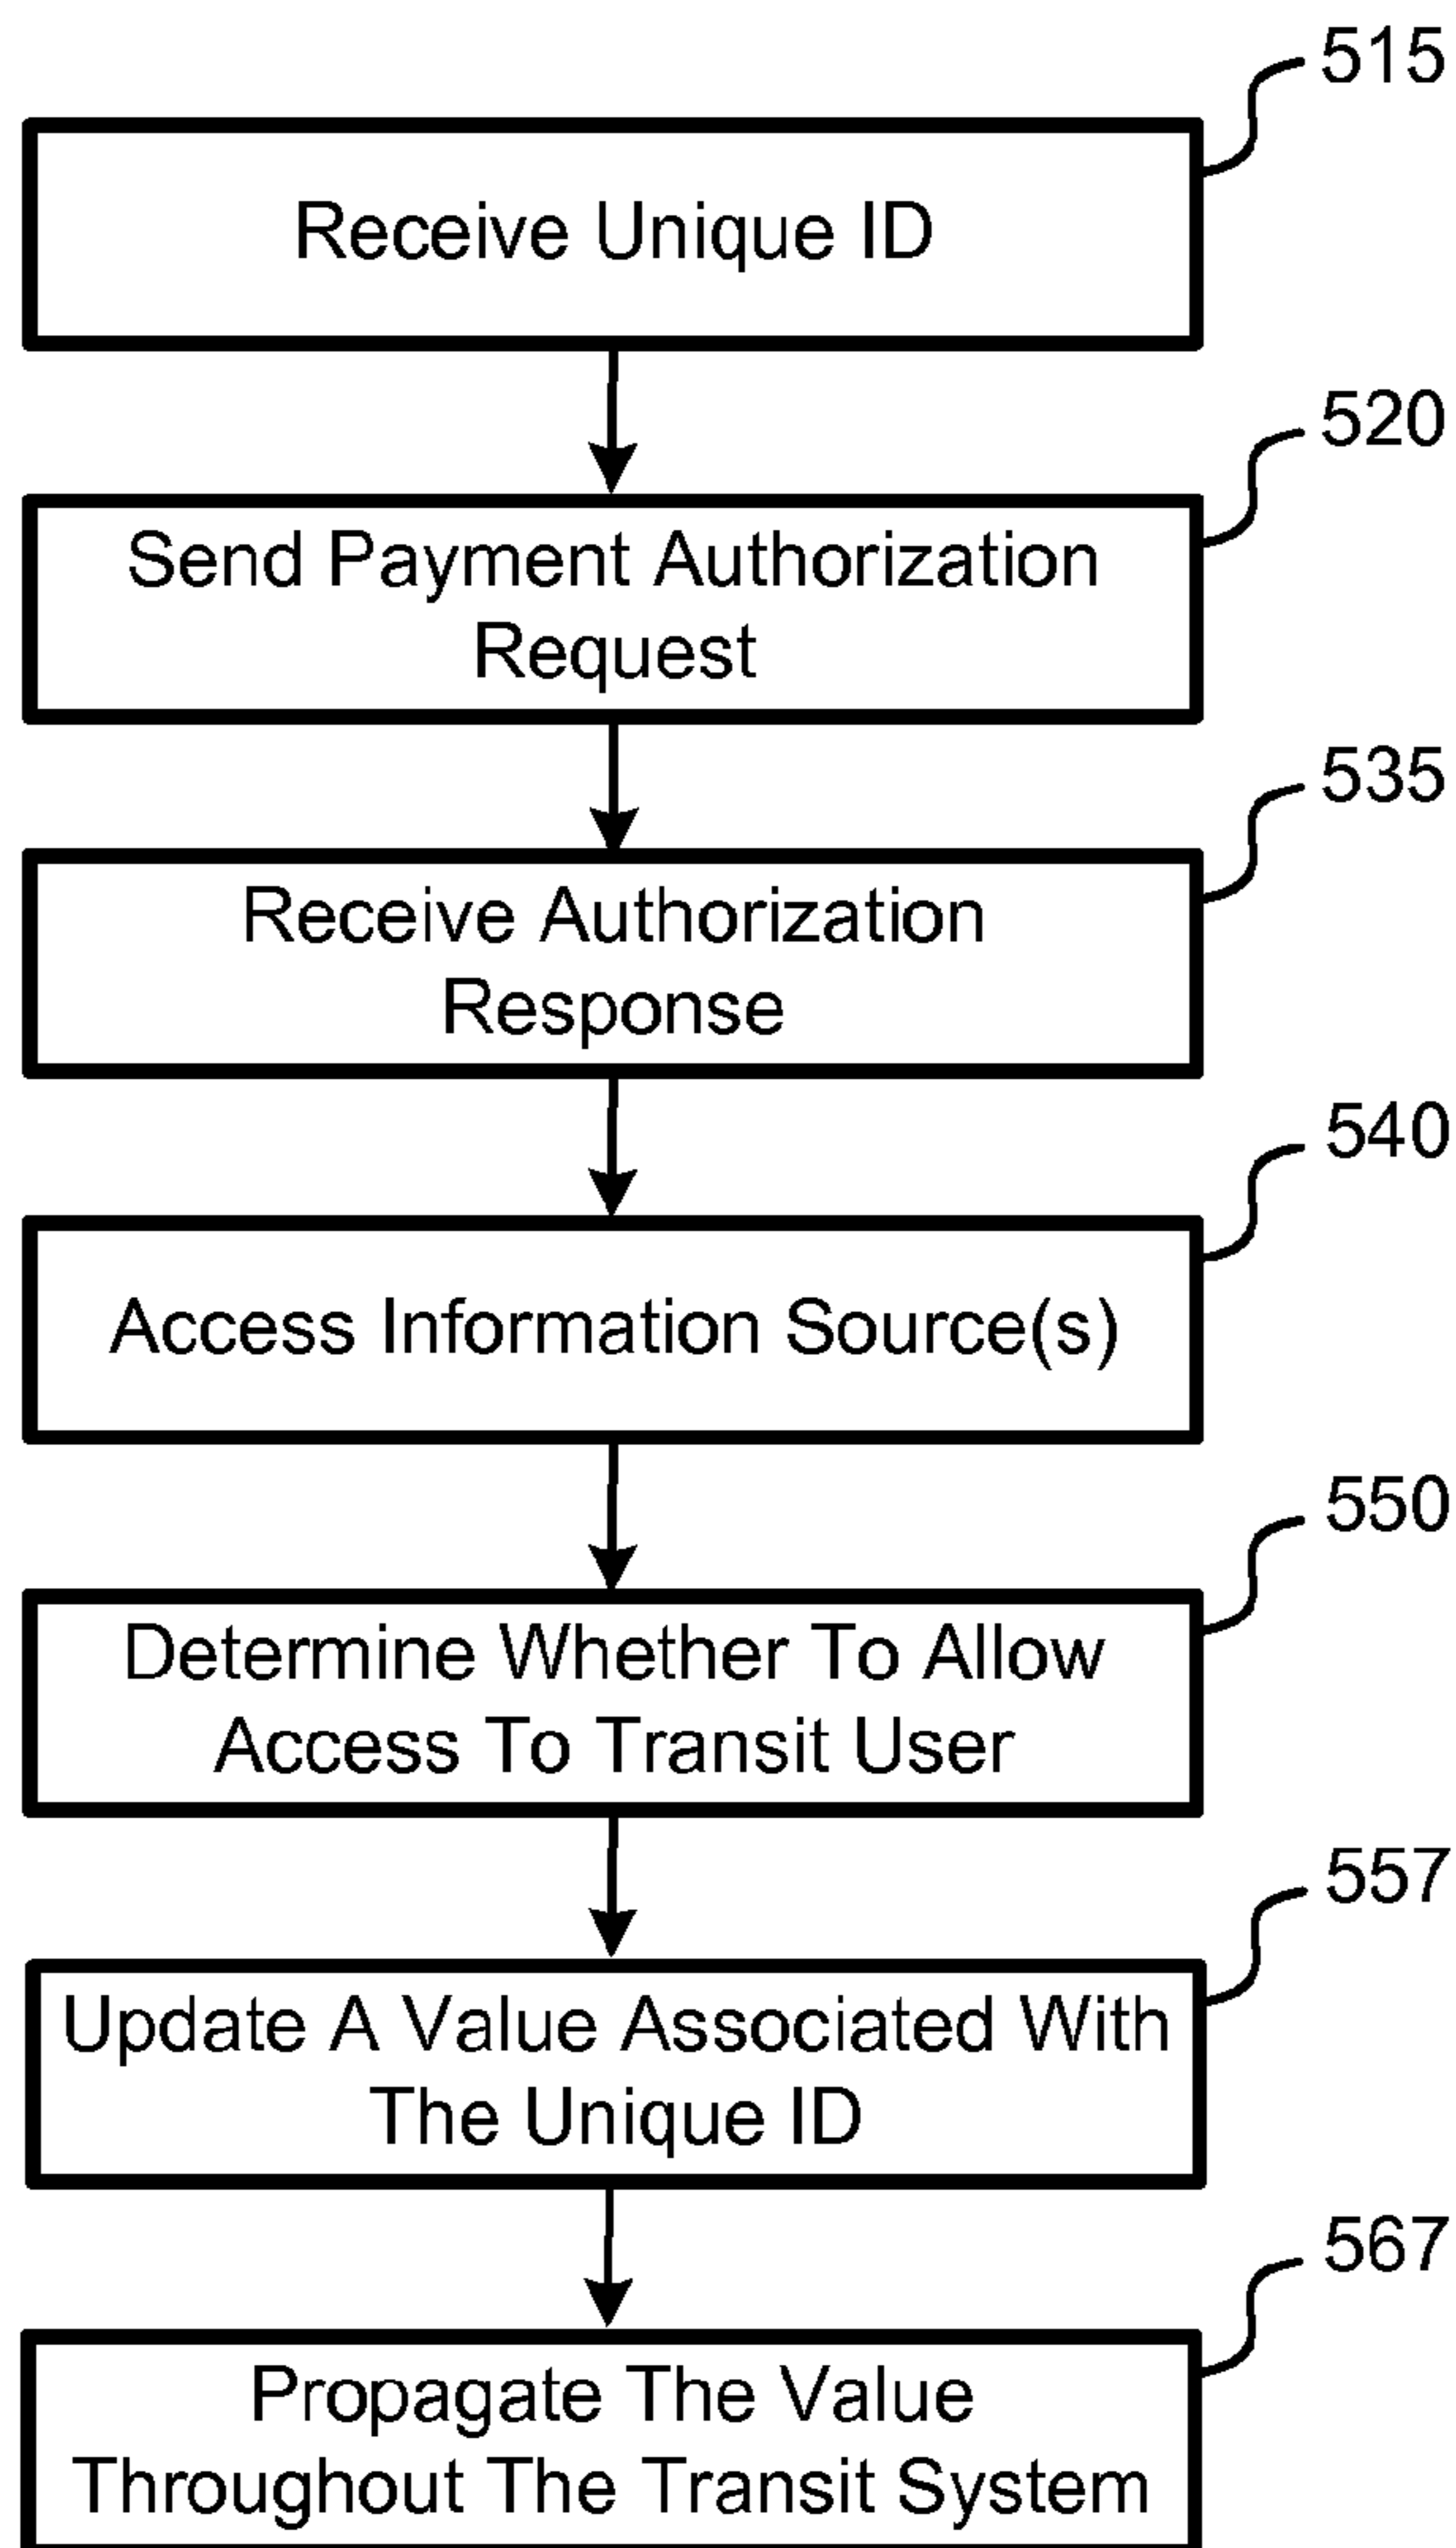 515
Receive Unique ID
520
Send Payment Authorization
Request
535
Receive Authorization
Response
540
Access Information Source(s)
550
Determine Whether To Allow
Access To Transit User
557
Update A Value Associated With
The Unique ID
567
Propagate The Value
Throughout The Transit System